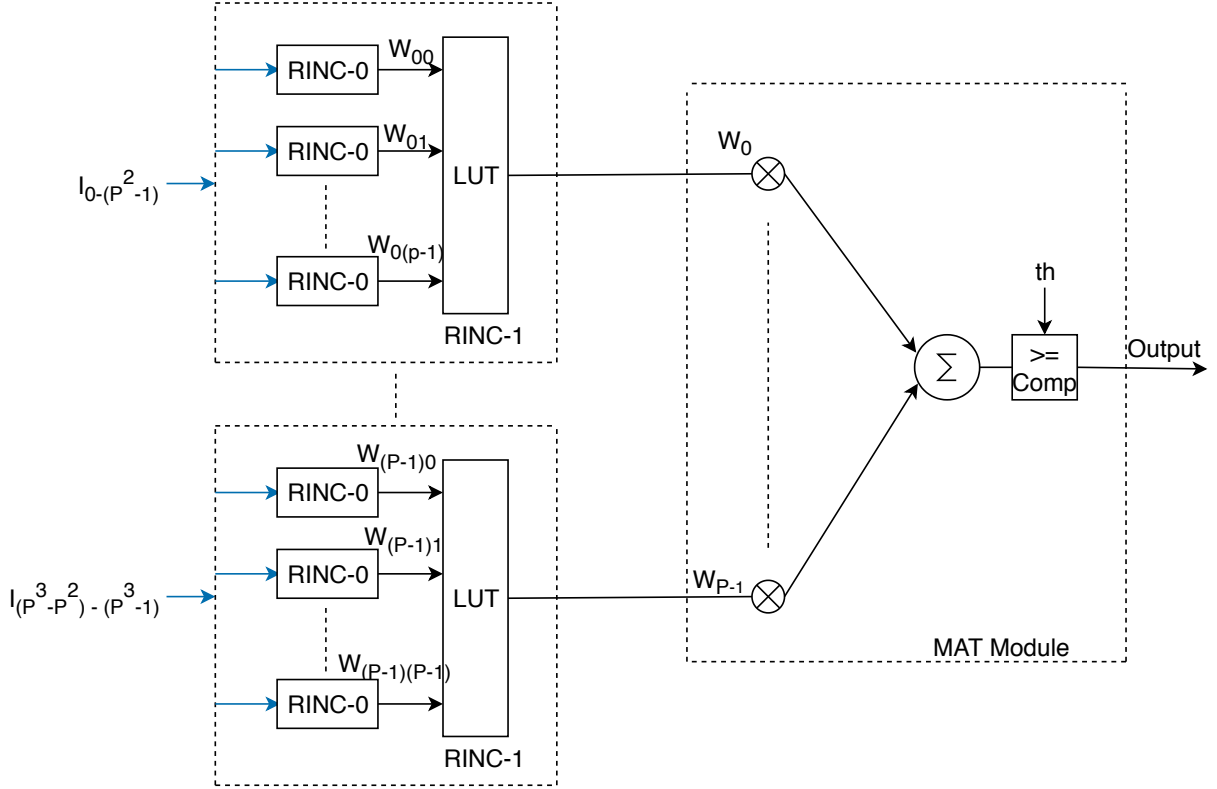 RINC-0
W00
RINC-0
W01
I0-(P2-1)
LUT
W0
RINC-0
W0(p-1)
RINC-1
th
∑
>=
Comp
Output
RINC-0
W(P-1)0
RINC-0
W(P-1)1
I(P3-P2) - (P3-1)
LUT
WP-1
RINC-0
W(P-1)(P-1)
MAT Module
RINC-1